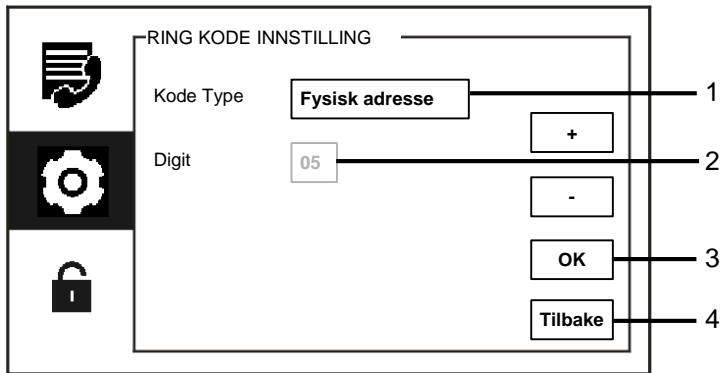 RING KODE INNSTILLING
Kode Type Fysisk adresse 1
+
Digit 05 2
-
OK 3
Tilbake 4